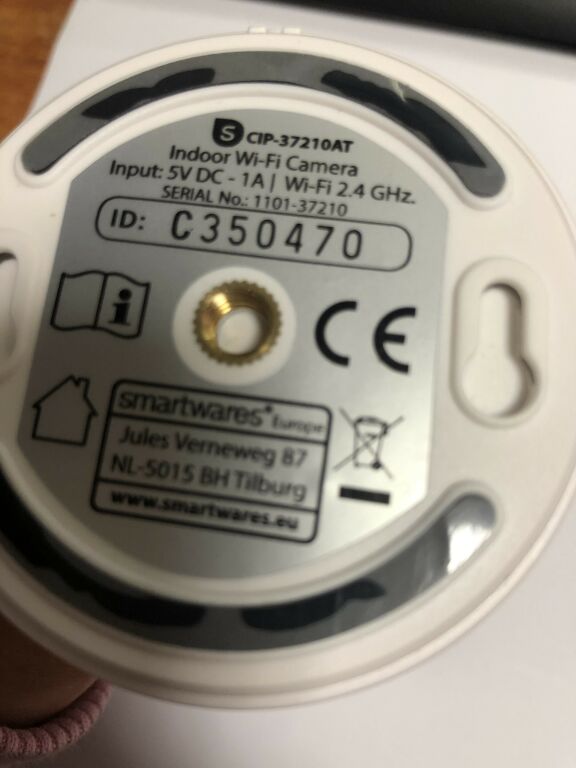 S CIP-37210AT
Indoor Wi-Fi Camera
Input: 5V DC - 1A | Wi-Fi 2.4 GHz.
SERIAL No.: 1101-37210
ID: C350470
i
CE
smartwares® Europe
Jules Verneweg 87
NL-5015 BH Tilburg
www.smartwares.eu